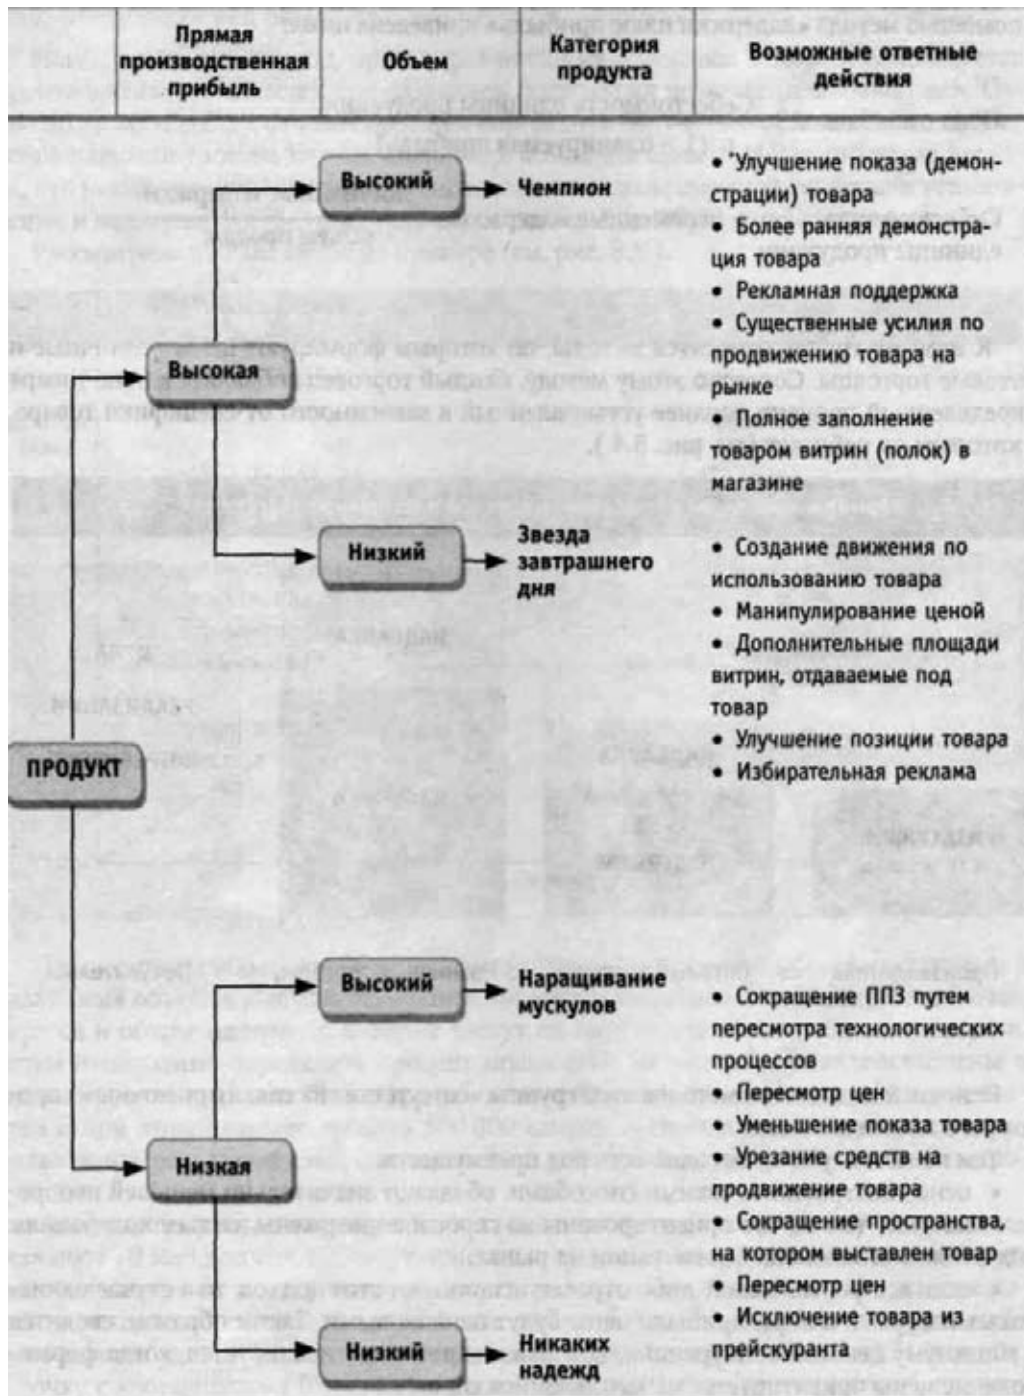 Прямая
производственная
прибыль
Объем
Категория
продукта
Возможные ответные
действия
Высокий
Чемпион
• Улучшение показа (демон-
страции) товара
• Более ранняя демонстра-
ция товара
• Рекламная поддержка
• Существенные усилия по
продвижению товара на
рынке
• Полное заполнение
товаром витрин (полок) в
магазине
Высокая
Низкий
Звезда
завтрашнего
дня
• Создание движения по
использованию товара
• Манипулирование ценой
• Дополнительные площади
витрин, отдаваемые под
товар
• Улучшение позиции товара
• Избирательная реклама
ПРОДУКТ
Высокий
Наращивание
мускулов
• Сокращение ППЗ путем
пересмотра технологических
процессов
• Пересмотр цен
• Уменьшение показа товара
• Урезание средств на
продвижение товара
• Сокращение пространства,
на котором выставлен товар
• Пересмотр цен
• Исключение товара из
прейскуранта
Низкая
Низкий
Никаких
надежд